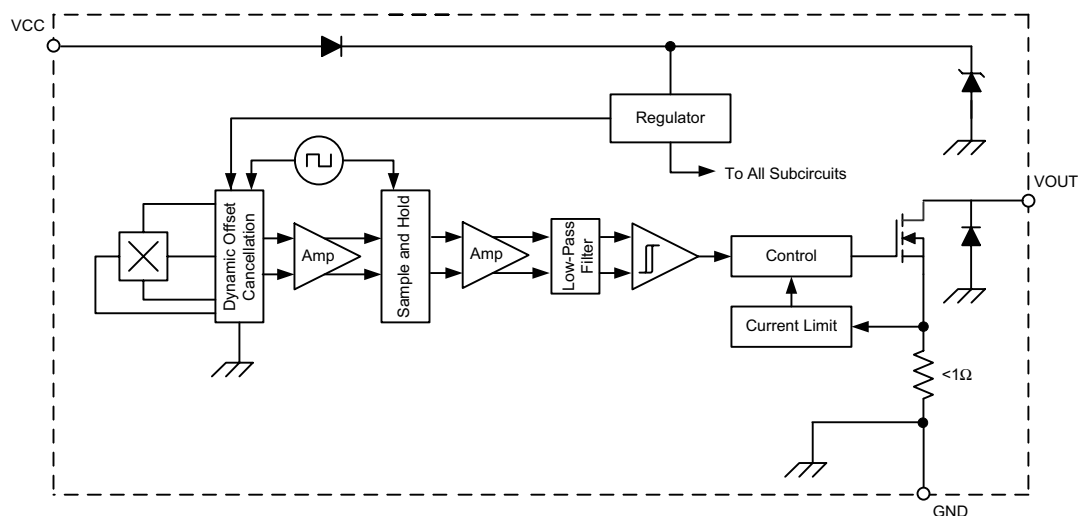 VCC
Regulator
To All Subcircuits
VOUT
Dynamic Offset
Cancellation
Amp
Sample and Hold
Amp
Low-Pass
Filter
Control
Current Limit
<1Ω
GND